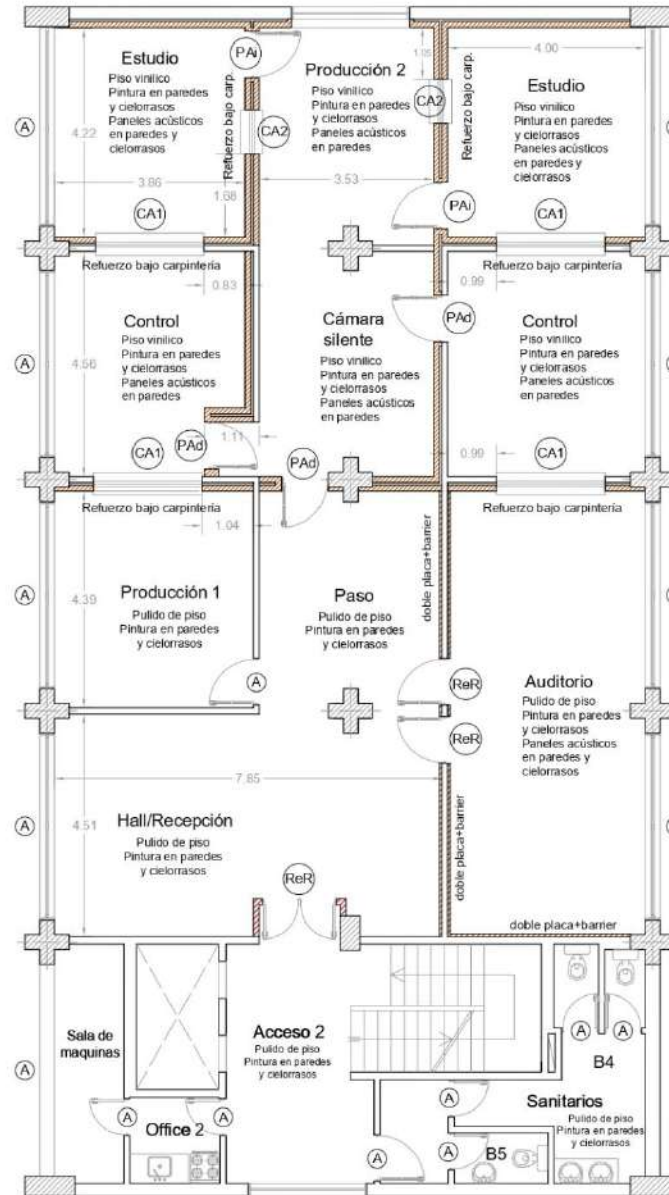 Estudio
Piso vinilico
Pintura en paredes
y cielorrasos
Paneles acústicos
en paredes y
cielorrasos
PAi
Refuerzo bajo carp.
CA2
A
4.22
3.86
1.68
CA1
Refuerzo bajo carpintería
0.83
Producción 2
Piso vinilico
Pintura en paredes
y cielorrasos
Paneles acústicos
en paredes
3.53
CA2
Refuerzo bajo carp.
4.00
Estudio
Piso vinilico
Pintura en paredes
y cielorrasos
Paneles acústicos
en paredes y
cielorrasos
PAi
CA1
Refuerzo bajo carpintería
0.99
Control
Piso vinilico
Pintura en paredes
y cielorrasos
Paneles acústicos
en paredes
A
4.56
CA1
PAd
1.11
Refuerzo bajo carpintería
1.04
Cámara
silente
Piso vinilico
Pintura en paredes
y cielorrasos
Paneles acústicos
en paredes
PAd
PAd
Control
Piso vinilico
Pintura en paredes
y cielorrasos
Paneles acústicos
en paredes
0.99
CA1
Refuerzo bajo carpintería
A
4.39
Producción 1
Pulido de piso
Pintura en paredes
y cielorrasos
A
Paso
Pulido de piso
Pintura en paredes
y cielorrasos
doble placa+barrier
ReR
ReR
Auditorio
Pulido de piso
Pintura en paredes
y cielorrasos
Paneles acústicos
en paredes y
cielorrasos
7.85
A
4.51
Hall/Recepción
Pulido de piso
Pintura en paredes
y cielorrasos
ReR
doble placa+barrier
doble placa+barrier
A
Sala de
maquinas
A
Office 2
A
Acceso 2
Pulido de piso
Pintura en paredes
y cielorrasos
A
A
A
B5
A
A
B4
Sanitarios
Pulido de piso
Pintura en paredes
y cielorrasos